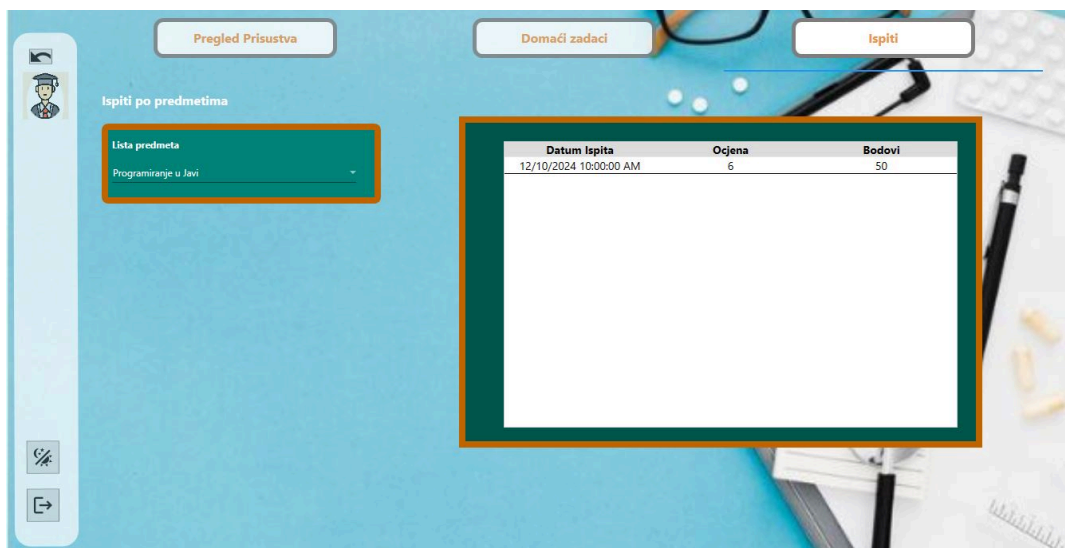 Pregled Prisustva
Domaći zadaci
Ispiti
Ispiti po predmetima
Lista predmeta
Programiranje u Javi
Datum Ispita Ocjena Bodovi
12/10/2024 10:00:00 AM 6 50